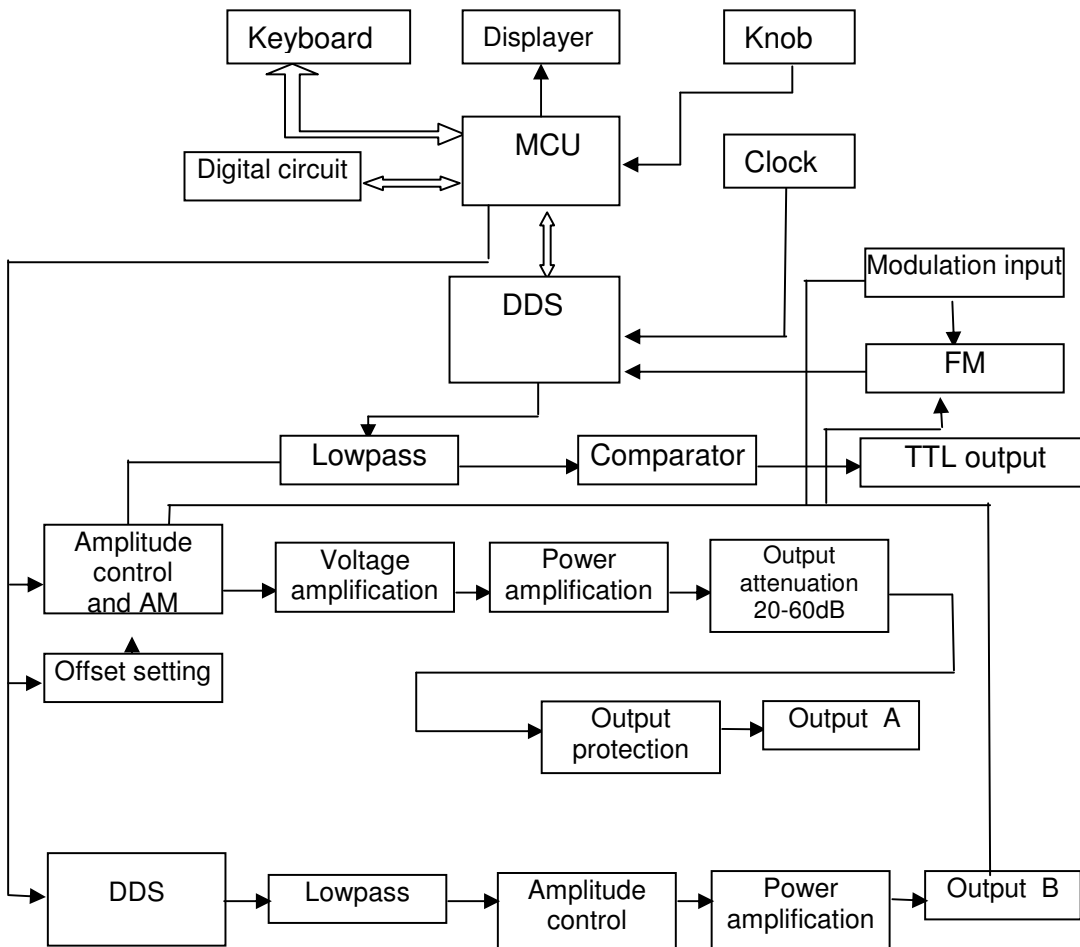 Keyboard
Displayer
Knob
MCU
Digital circuit
Clock
Modulation input
DDS
FM
Lowpass
Comparator
TTL output
Amplitude
control
and AM
Voltage
amplification
Power
amplification
Output
attenuation
20-60dB
Offset setting
Output
protection
Output A
DDS
Lowpass
Amplitude
control
Power
amplification
Output B